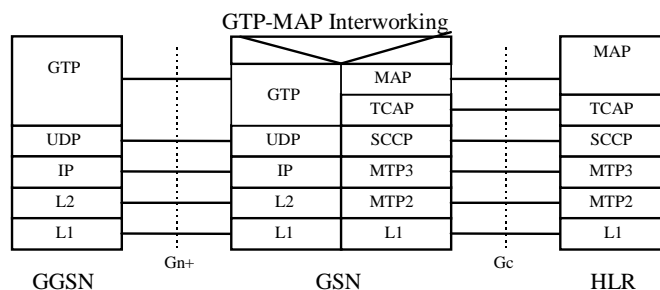 GTP-MAP Interworking
GTP GTP MAP MAP
TCAP TCAP
UDP UDP SCCP SCCP
IP IP MTP3 MTP3
L2 L2 MTP2 MTP2
L1 L1 L1 L1
Gn+ Gc
GGSN GSN HLR